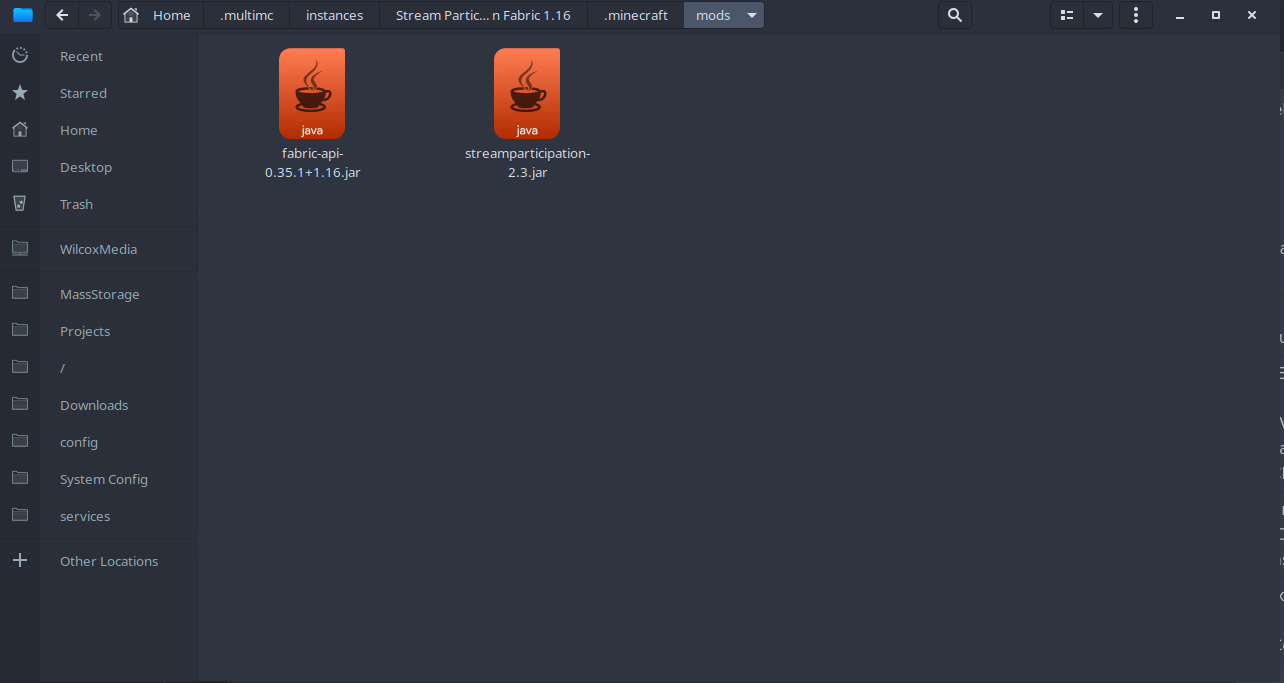 Home .multimc instances Stream Partic... n Fabric 1.16 .minecraft mods
Recent
Starred
Home
Desktop
Trash
WilcoxMedia
MassStorage
Projects
/
Downloads
config
System Config
services
Other Locations
java
fabric-api-
0.35.1+1.16.jar
java
streamparticipation-
2.3.jar